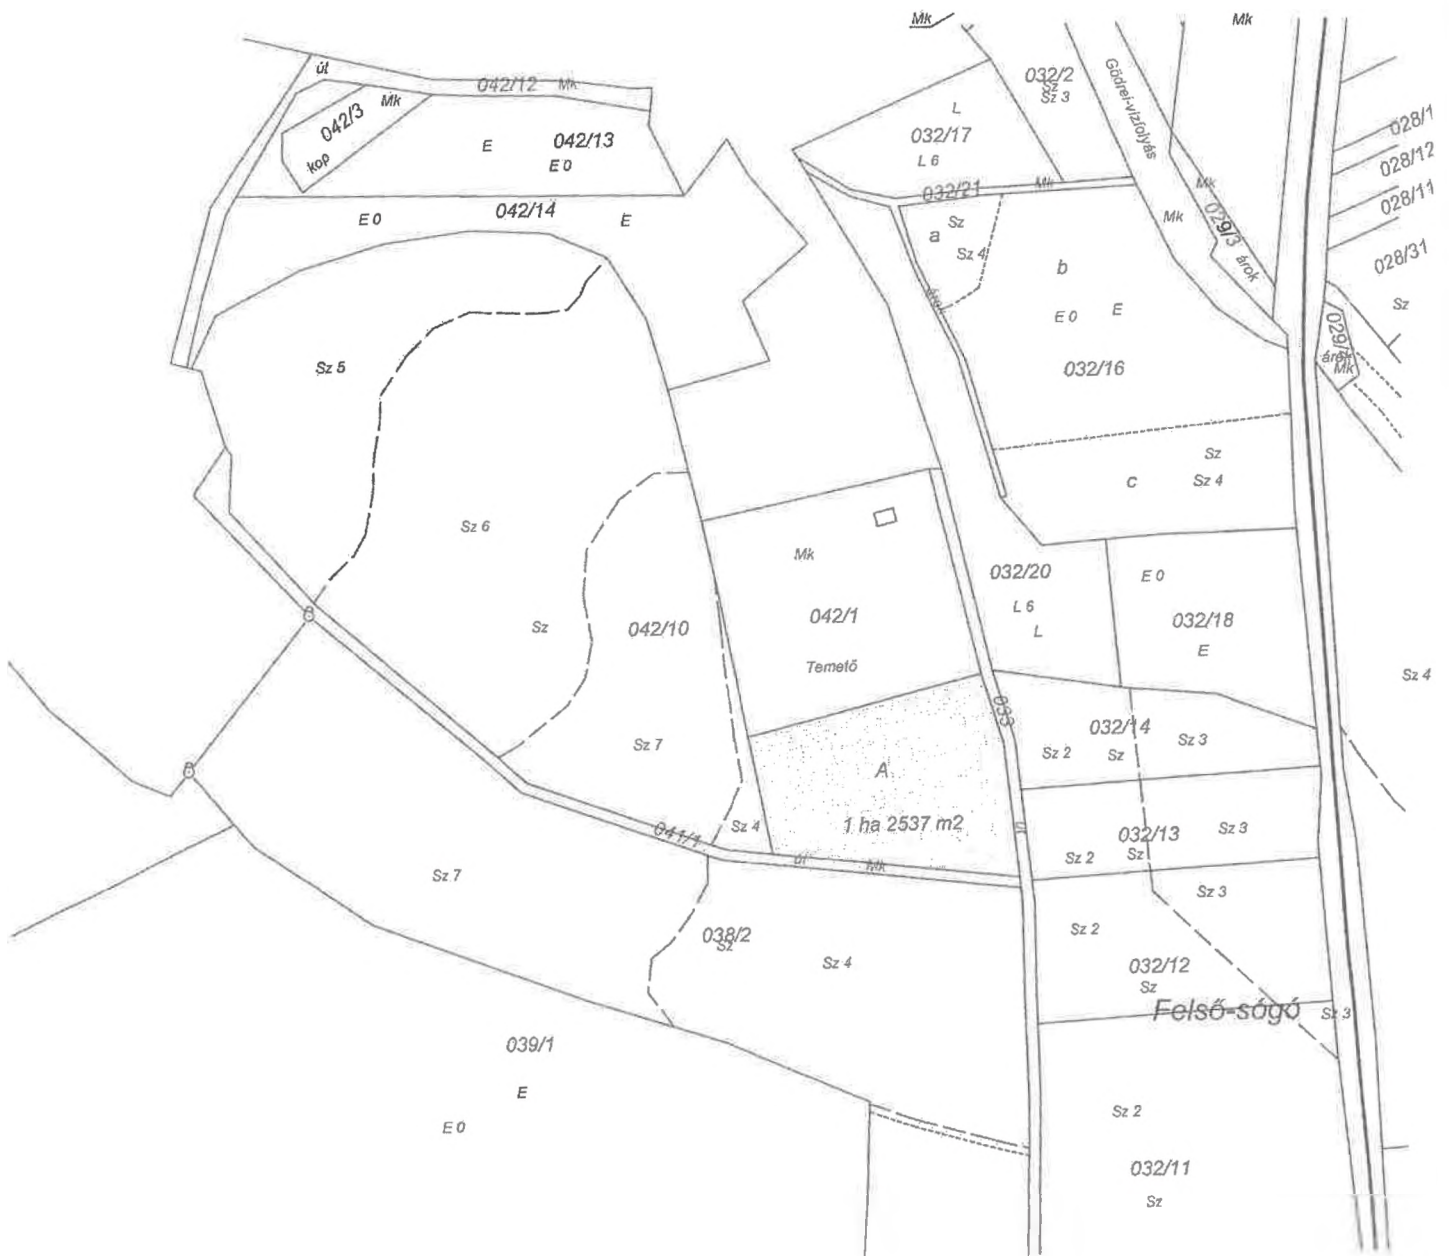 Mk
Mk
út
042/12 Mk
032/2
Sz
Sz 3
Gödrei-vízfolyás
042/3
Mk
kop
E
042/13
E 0
L
032/17
L 6
028/1
028/12
028/11
028/31
Sz
032/21
Mk
Mk
Mk
029/3
árok
E 0
042/14
E
a
Sz
Sz 4
árok
b
E 0
E
032/16
árok
Mk
Sz 5
Sz
c
Sz 4
Sz 6
Mk
032/20
L 6
L
E 0
032/18
E
Sz
042/10
042/1
Temető
Sz 4
033
032/14
Sz 2
Sz
Sz 3
Sz 7
A
1 ha 2537 m2
Sz 4
041/1
út
Mk
út
032/13
Sz 3
Sz 2
Sz
Sz 7
Sz 3
038/2
Sz
Sz 4
Sz 2
032/12
Sz
Felső-sógó
Sz 3
039/1
E
E 0
Sz 2
032/11
Sz